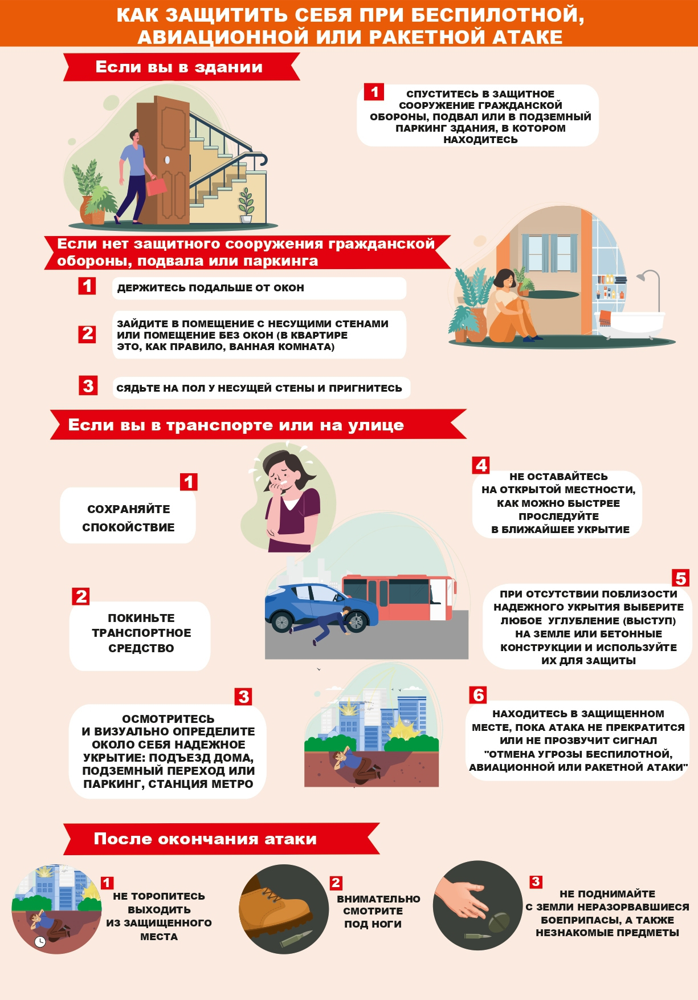 КАК ЗАЩИТИТЬ СЕБЯ ПРИ БЕСПИЛОТНОЙ,
АВИАЦИОННОЙ ИЛИ РАКЕТНОЙ АТАКЕ
Если вы в здании
1
СПУСТИТЕСЬ В ЗАЩИТНОЕ
СООРУЖЕНИЕ ГРАЖДАНСКОЙ
ОБОРОНЫ, ПОДВАЛ ИЛИ В ПОДЗЕМНЫЙ
ПАРКИНГ ЗДАНИЯ, В КОТОРОМ
НАХОДИТЕСЬ
Если нет защитного сооружения гражданской
обороны, подвала или паркинга
1
ДЕРЖИТЕСЬ ПОДАЛЬШЕ ОТ ОКОН
2
ЗАЙДИТЕ В ПОМЕЩЕНИЕ С НЕСУЩИМИ СТЕНАМИ
ИЛИ ПОМЕЩЕНИЕ БЕЗ ОКОН (В КВАРТИРЕ
ЭТО, КАК ПРАВИЛО, ВАННАЯ КОМНАТА)
3
СЯДЬТЕ НА ПОЛ У НЕСУЩЕЙ СТЕНЫ И ПРИГНИТЕСЬ
Если вы в транспорте или на улице
1
СОХРАНЯЙТЕ
СПОКОЙСТВИЕ
2
ПОКИНЬТЕ
ТРАНСПОРТНОЕ
СРЕДСТВО
3
ОСМОТРИТЕСЬ
И ВИЗУАЛЬНО ОПРЕДЕЛИТЕ
ОКОЛО СЕБЯ НАДЕЖНОЕ
УКРЫТИЕ: ПОДЪЕЗД ДОМА,
ПОДЗЕМНЫЙ ПЕРЕХОД ИЛИ
ПАРКИНГ, СТАНЦИЯ МЕТРО
4
НЕ ОСТАВАЙТЕСЬ
НА ОТКРЫТОЙ МЕСТНОСТИ,
КАК МОЖНО БЫСТРЕЕ
ПРОСЛЕДУЙТЕ
В БЛИЖАЙШЕЕ УКРЫТИЕ
5
ПРИ ОТСУТСТВИИ ПОБЛИЗОСТИ
НАДЕЖНОГО УКРЫТИЯ ВЫБЕРИТЕ
ЛЮБОЕ УГЛУБЛЕНИЕ (ВЫСТУП)
НА ЗЕМЛЕ ИЛИ БЕТОННЫЕ
КОНСТРУКЦИИ И ИСПОЛЬЗУЙТЕ
ИХ ДЛЯ ЗАЩИТЫ
6
НАХОДИТЕСЬ В ЗАЩИЩЕННОМ
МЕСТЕ, ПОКА АТАКА НЕ ПРЕКРАТИТСЯ
ИЛИ НЕ ПРОЗВУЧИТ СИГНАЛ
"ОТМЕНА УГРОЗЫ БЕСПИЛОТНОЙ,
АВИАЦИОННОЙ ИЛИ РАКЕТНОЙ АТАКИ"
После окончания атаки
1
НЕ ТОРОПИТЕСЬ
ВЫХОДИТЬ
ИЗ ЗАЩИЩЕННОГО
МЕСТА
2
ВНИМАТЕЛЬНО
СМОТРИТЕ
ПОД НОГИ
3
НЕ ПОДНИМАЙТЕ
С ЗЕМЛИ НЕРАЗОРВАВШИЕСЯ
БОЕПРИПАСЫ, А ТАКЖЕ
НЕЗНАКОМЫЕ ПРЕДМЕТЫ